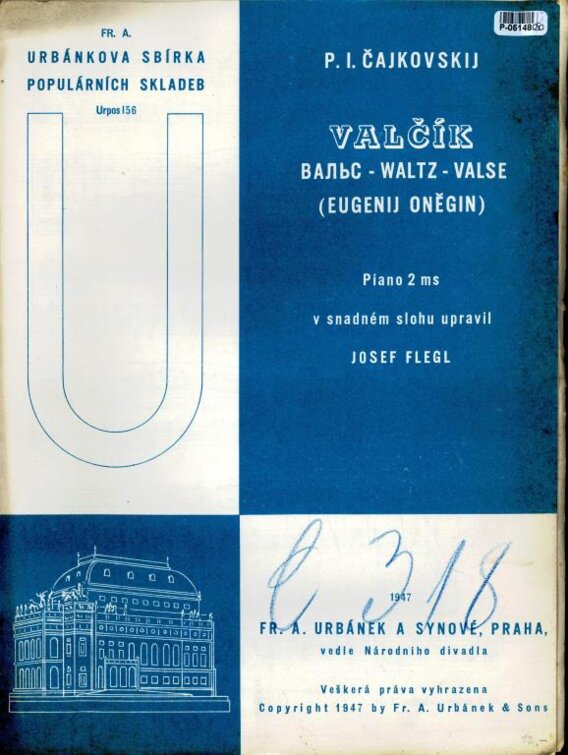 FR. A.
URBÁNKOVA SBÍRKA
POPULÁRNÍCH SKLADEB
Urpos 156
U
P. I. ČAJKOVSKIJ
VALČÍK
ВАЛЬС - WALTZ - VALSE
(EUGENIJ ONĚGIN)
Piano 2 ms
v snadném slohu upravil
JOSEF FLEGL
1947
FR. A. URBÁNEK A SYNOVÉ, PRAHA,
vedle Národního divadla
Veškerá práva vyhrazena
Copyright 1947 by Fr. A. Urbánek & Sons
318
12,-